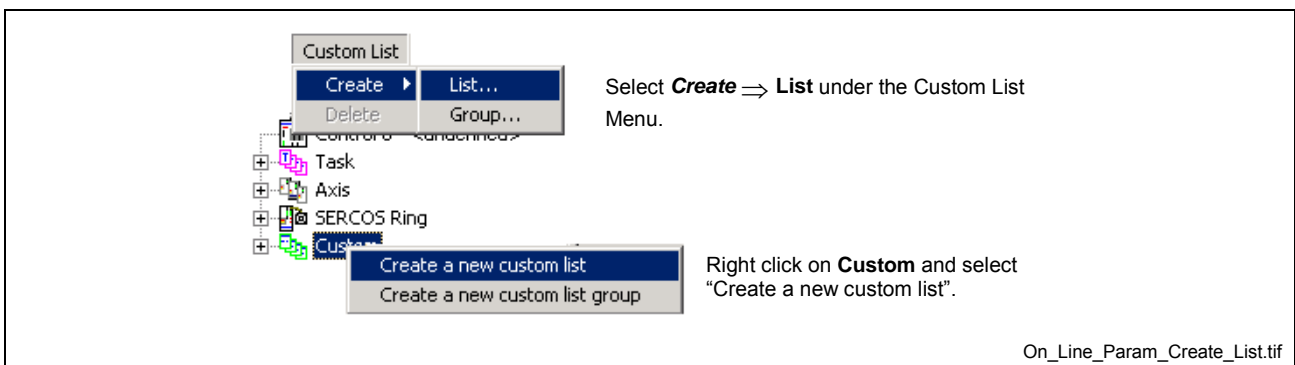 Custom List
Create
List...
Delete
Group...
Select Create ⇒ List under the Custom List
Menu.
<undefined>
Task
Axis
SERCOS Ring
Custom
Create a new custom list
Create a new custom list group
Right click on Custom and select
“Create a new custom list”.
On_Line_Param_Create_List.tif